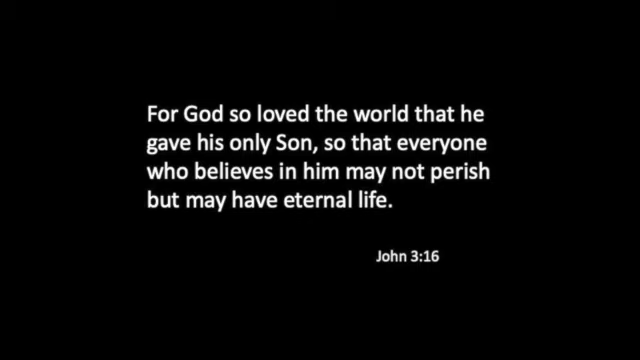 For God so loved the world that he
gave his only Son, so that everyone
who believes in him may not perish
but may have eternal life.
John 3:16